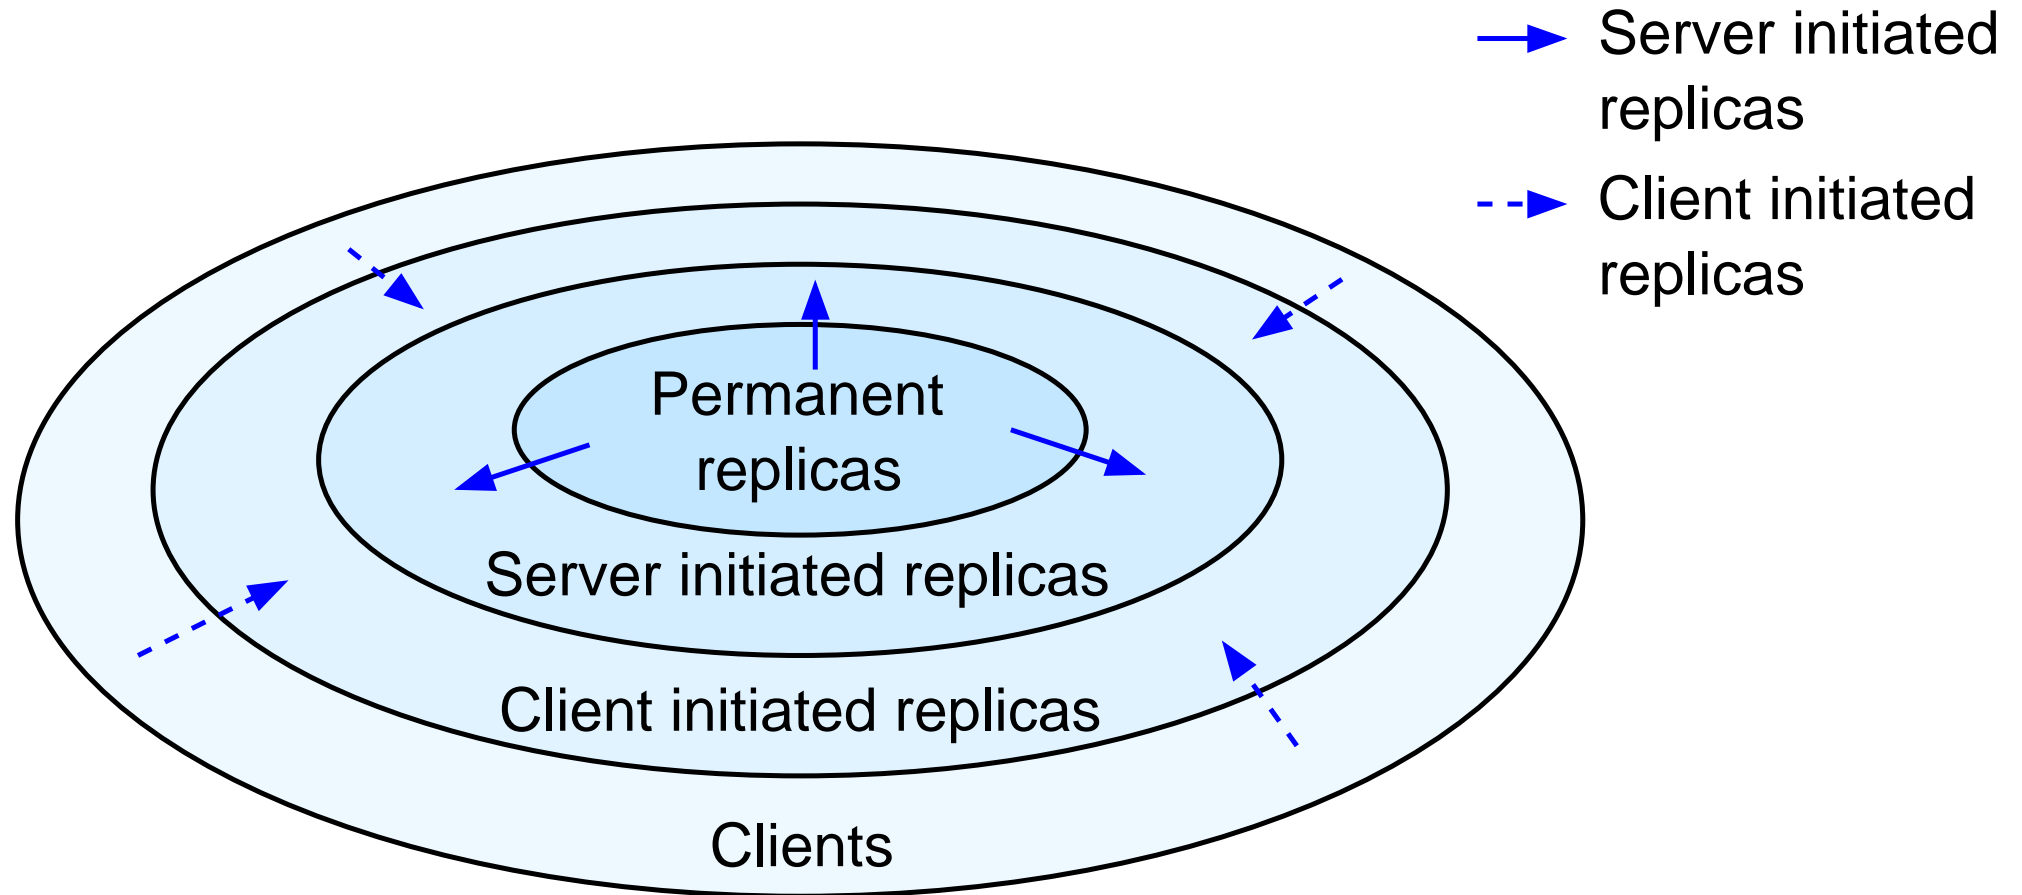 Server initiated
replicas
Client initiated
replicas
Permanent
replicas
Server initiated replicas
Client initiated replicas
Clients